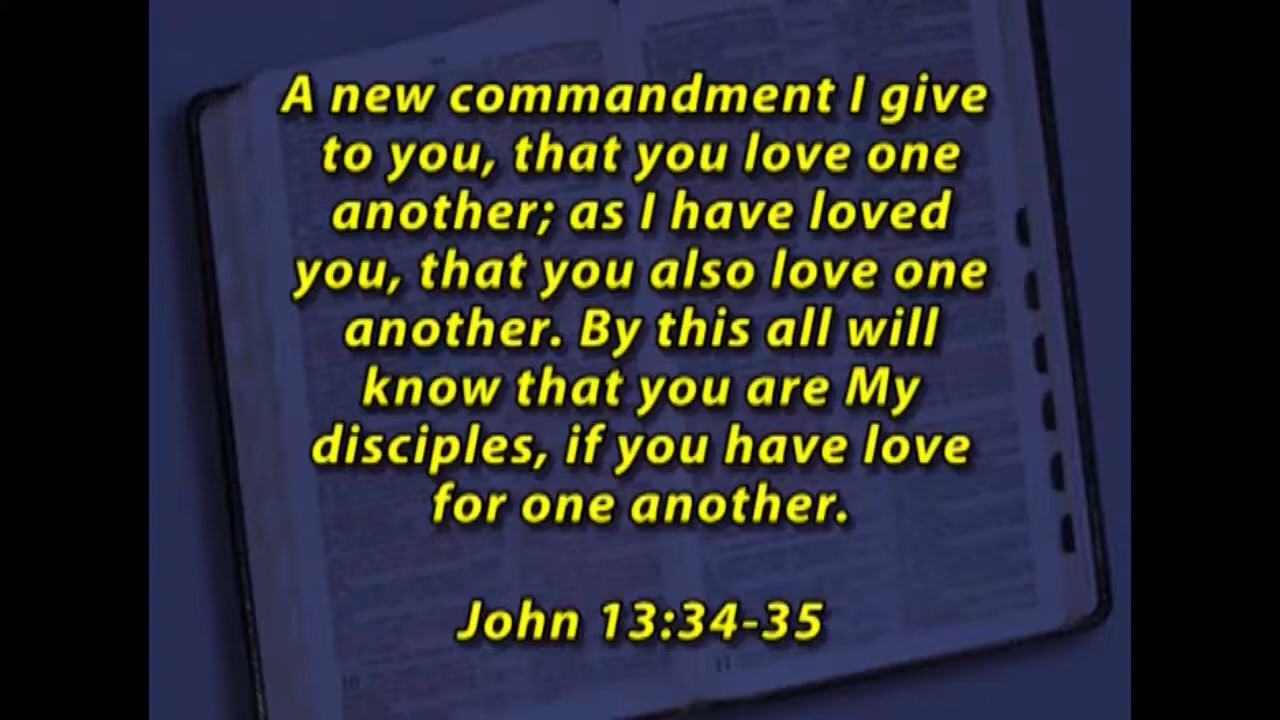 A new commandment I give
to you, that you love one
another; as I have loved
you, that you also love one
another. By this all will
know that you are My
disciples, if you have love
for one another.
John 13:34-35